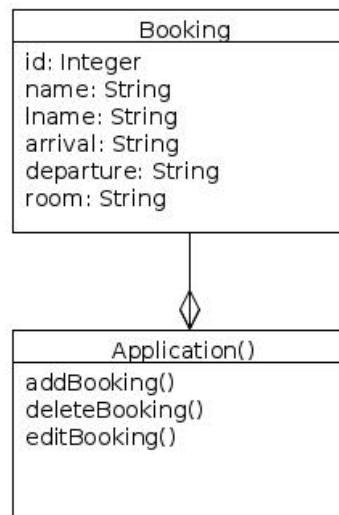 Booking
id: Integer
name: String
lname: String
arrival: String
departure: String
room: String
Application()
addBooking()
deleteBooking()
editBooking()